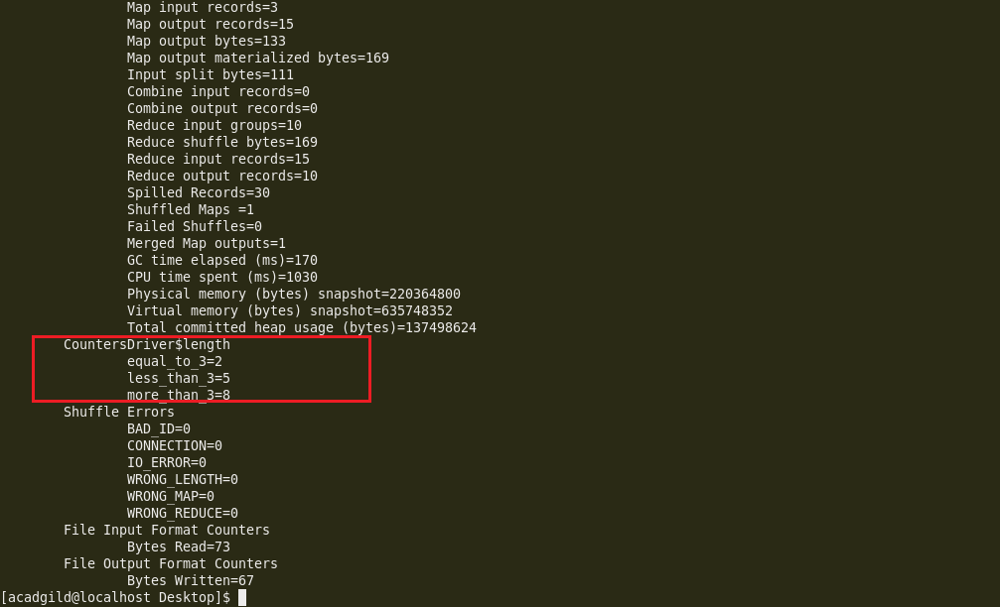 Map input records=3
Map output records=15
Map output bytes=133
Map output materialized bytes=169
Input split bytes=111
Combine input records=0
Combine output records=0
Reduce input groups=10
Reduce shuffle bytes=169
Reduce input records=15
Reduce output records=10
Spilled Records=30
Shuffled Maps =1
Failed Shuffles=0
Merged Map outputs=1
GC time elapsed (ms)=170
CPU time spent (ms)=1030
Physical memory (bytes) snapshot=220364800
Virtual memory (bytes) snapshot=635748352
Total committed heap usage (bytes)=137498624
CountersDriver$length
equal_to_3=2
less_than_3=5
more_than_3=8
Shuffle Errors
BAD_ID=0
CONNECTION=0
IO_ERROR=0
WRONG_LENGTH=0
WRONG_MAP=0
WRONG_REDUCE=0
File Input Format Counters
Bytes Read=73
File Output Format Counters
Bytes Written=67
[acadgild@localhost Desktop]$